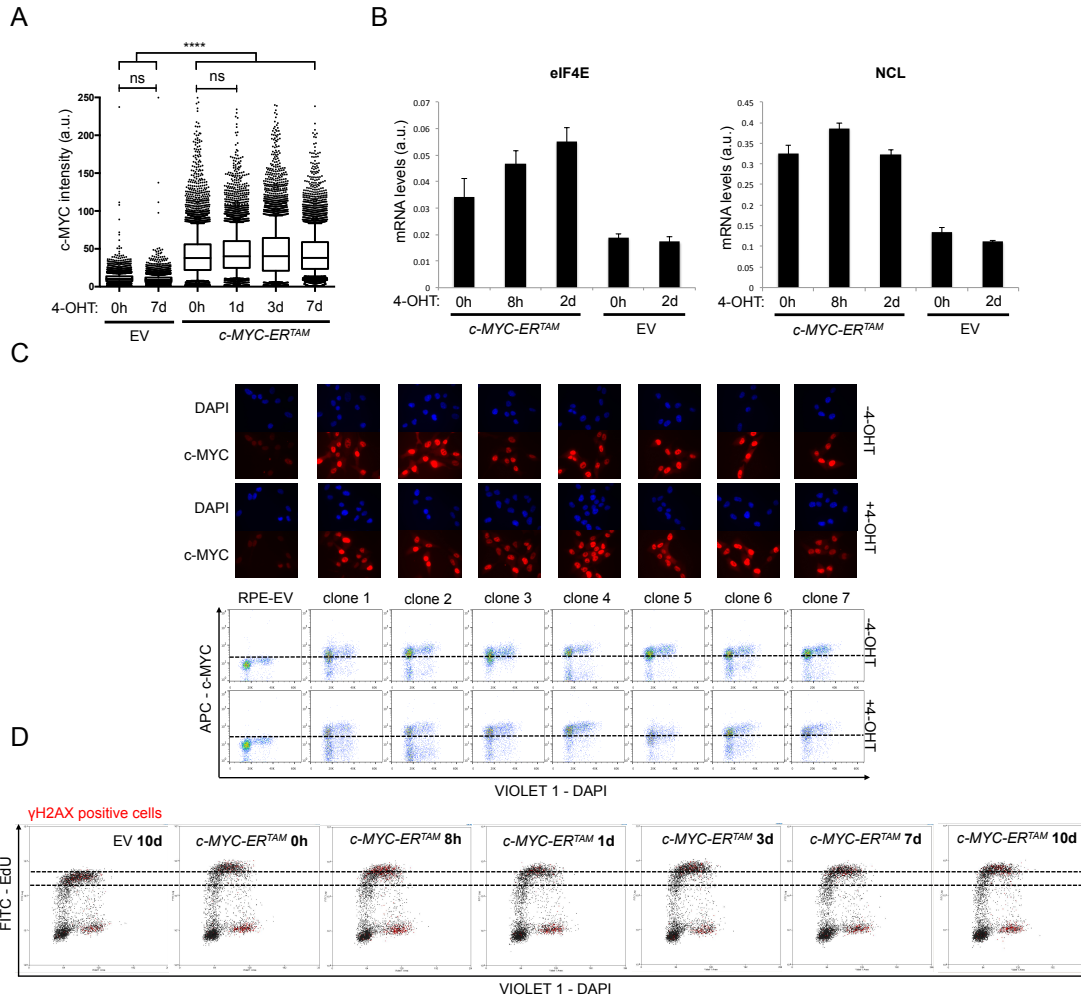 A
****
ns
ns
c-MYC intensity (a.u.)
250
200
150
100
50
0
4-OHT:
0h 7d 0h 1d 3d 7d
EV
c-MYC-ER^TAM
B
eIF4E
mRNA levels (a.u.)
0.07
0.06
0.05
0.04
0.03
0.02
0.01
0
4-OHT:
0h 8h 2d 0h 2d
c-MYC-ER^TAM
EV
NCL
mRNA levels (a.u.)
0.45
0.4
0.35
0.3
0.25
0.2
0.15
0.1
0.05
0
4-OHT:
0h 8h 2d 0h 2d
c-MYC-ER^TAM
EV
C
DAPI
c-MYC
-4-OHT
DAPI
c-MYC
+4-OHT
RPE-EV clone 1 clone 2 clone 3 clone 4 clone 5 clone 6 clone 7
-4-OHT
+4-OHT
APC - c-MYC
VIOLET 1 - DAPI
D
γH2AX positive cells
EV 10d
c-MYC-ER^TAM 0h
c-MYC-ER^TAM 8h
c-MYC-ER^TAM 1d
c-MYC-ER^TAM 3d
c-MYC-ER^TAM 7d
c-MYC-ER^TAM 10d
FITC - EdU
VIOLET 1 - DAPI